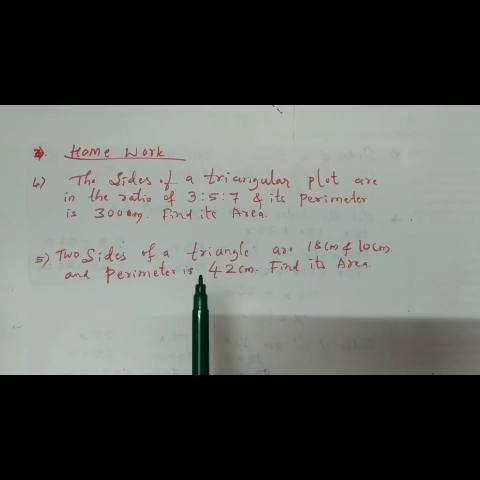 Home Work
4) The Sides of a triangular plot are
in the ratio of 3:5:7 & its perimeter
is 300 Find its Area.
5) Two Sides of a triangle are 18cm & 10cm
and Perimeter is 42cm. Find its Area.